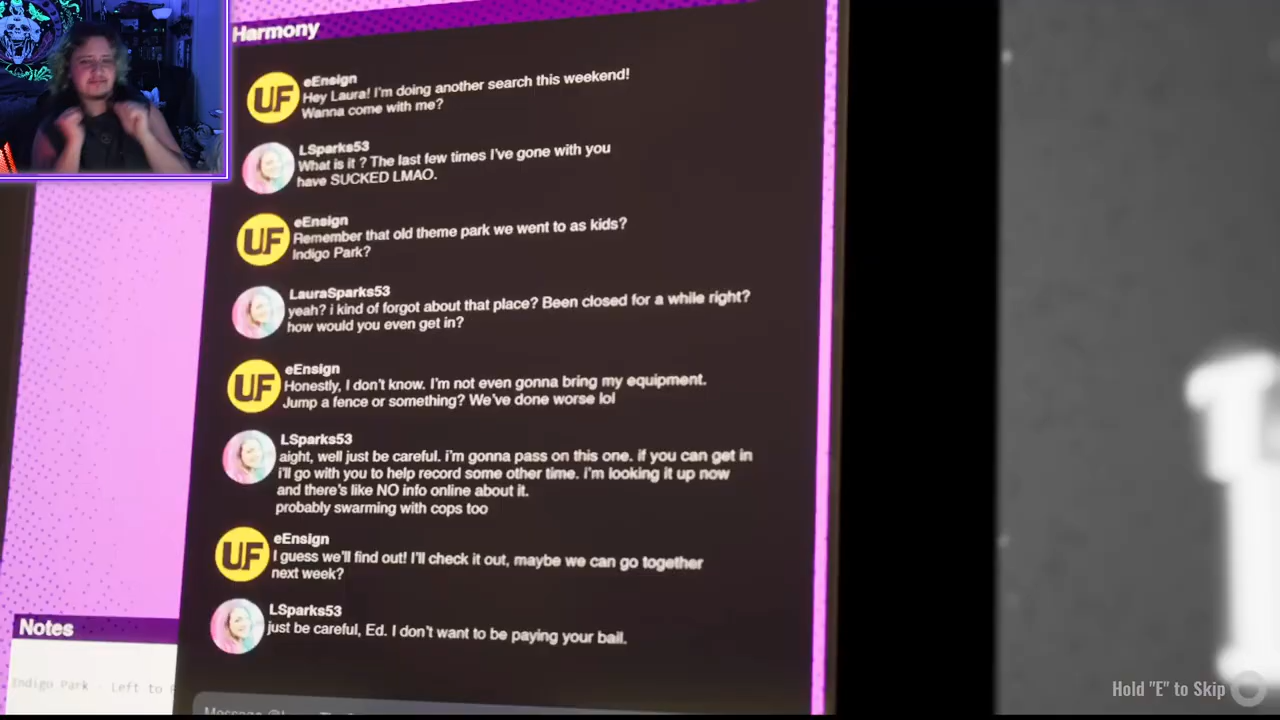 Harmony
UF
eEnsign
Hey Laura! I'm doing another search this weekend!
Wanna come with me?
LSparks53
What is it ? The last few times I've gone with you
have SUCKED LMAO.
UF
eEnsign
Remember that old theme park we went to as kids?
Indigo Park?
LauraSparks53
yeah? i kind of forgot about that place? Been closed for a while right?
how would you even get in?
UF
eEnsign
Honestly, I don't know. I'm not even gonna bring my equipment.
Jump a fence or something? We've done worse lol
LSparks53
aight, well just be careful. i'm gonna pass on this one. if you can get in
i'll go with you to help record some other time. i'm looking it up now
and there's like NO info online about it.
probably swarming with cops too
UF
eEnsign
I guess we'll find out! I'll check it out, maybe we can go together
next week?
LSparks53
just be careful, Ed. I don't want to be paying your bail.
Notes
Indigo Park - Left to
Message
Hold "E" to Skip